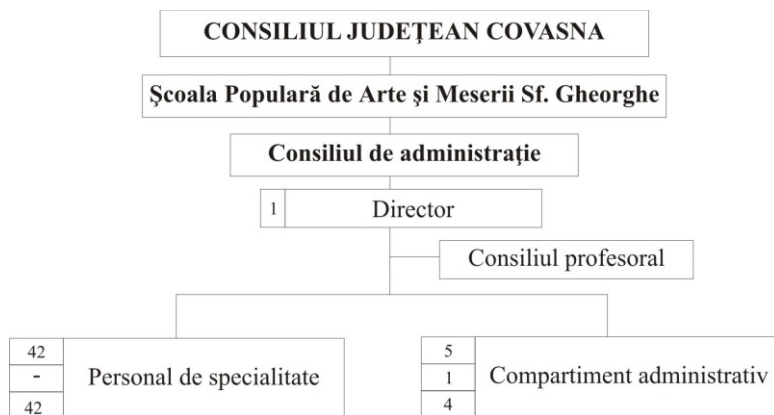 CONSILIUL JUDEŢEAN COVASNA
Şcoala Populară de Arte şi Meserii Sf. Gheorghe
Consiliul de administraţie
1 Director
Consiliul profesoral
42
-
42
Personal de specialitate
5
1
4
Compartiment administrativ